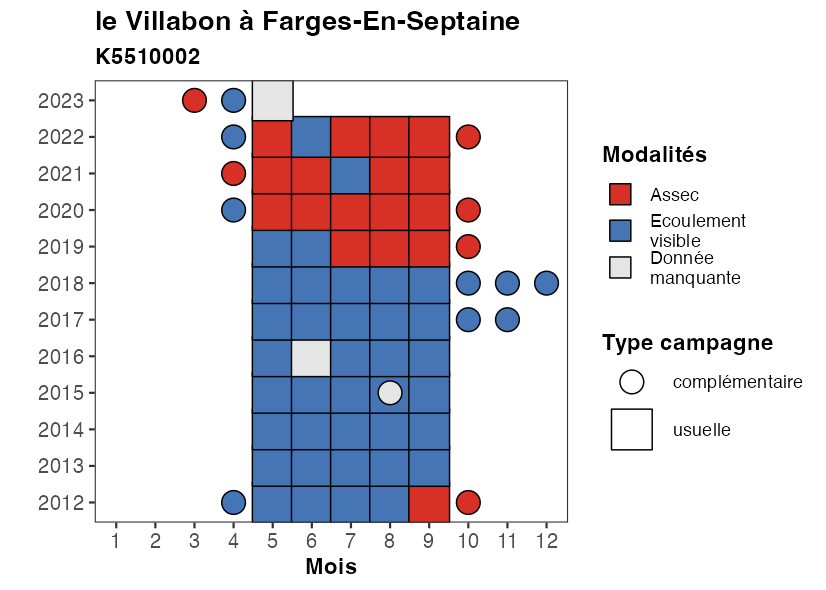 le Villabon à Farges-En-Septaine
K5510002
2023
2022
2021
2020
2019
2018
2017
2016
2015
2014
2013
2012
1 2 3 4 5 6 7 8 9 10 11 12
Mois
Modalités
Assec
Ecoulement
visible
Donnée
manquante
Type campagne
complémentaire
usuelle